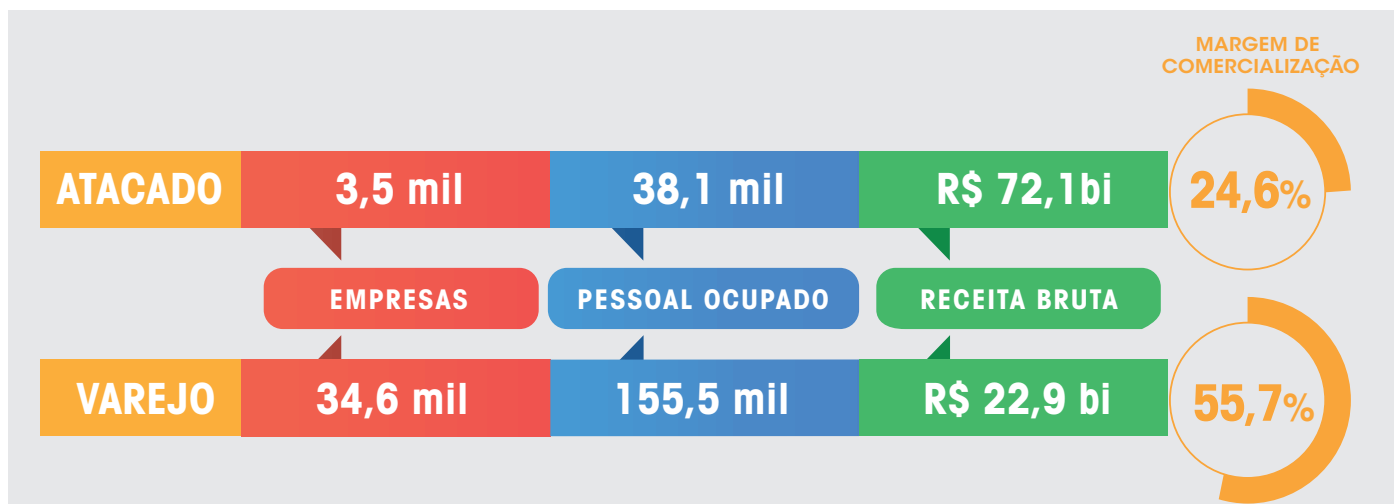 MARGEM DE
COMERCIALIZAÇÃO
ATACADO 3,5 mil 38,1 mil R$ 72,1bi 24,6%
EMPRESAS PESSOAL OCUPADO RECEITA BRUTA
VAREJO 34,6 mil 155,5 mil R$ 22,9 bi 55,7%